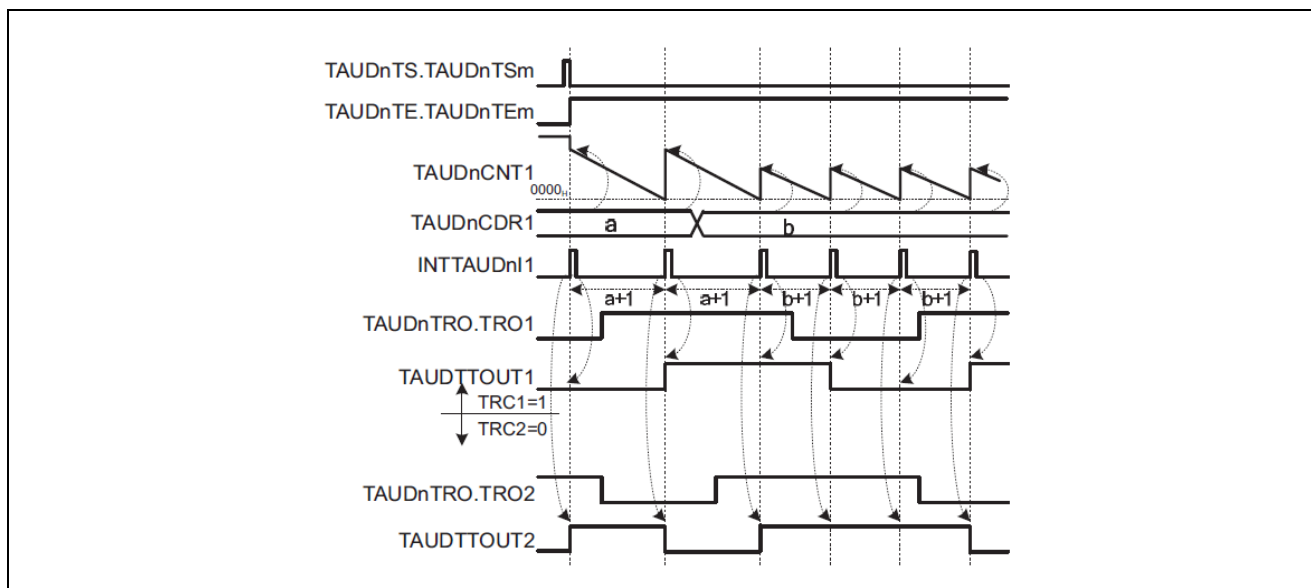 TAUDnTS.TAUDnTSm
TAUDnTE.TAUDnTEm
TAUDnCNT1
0000H
TAUDnCDR1 a b
INTTAUDnI1
a+1 a+1 b+1 b+1 b+1
TAUDnTRO.TRO1
TAUDTTOUT1
TRC1=1
TRC2=0
TAUDnTRO.TRO2
TAUDTTOUT2